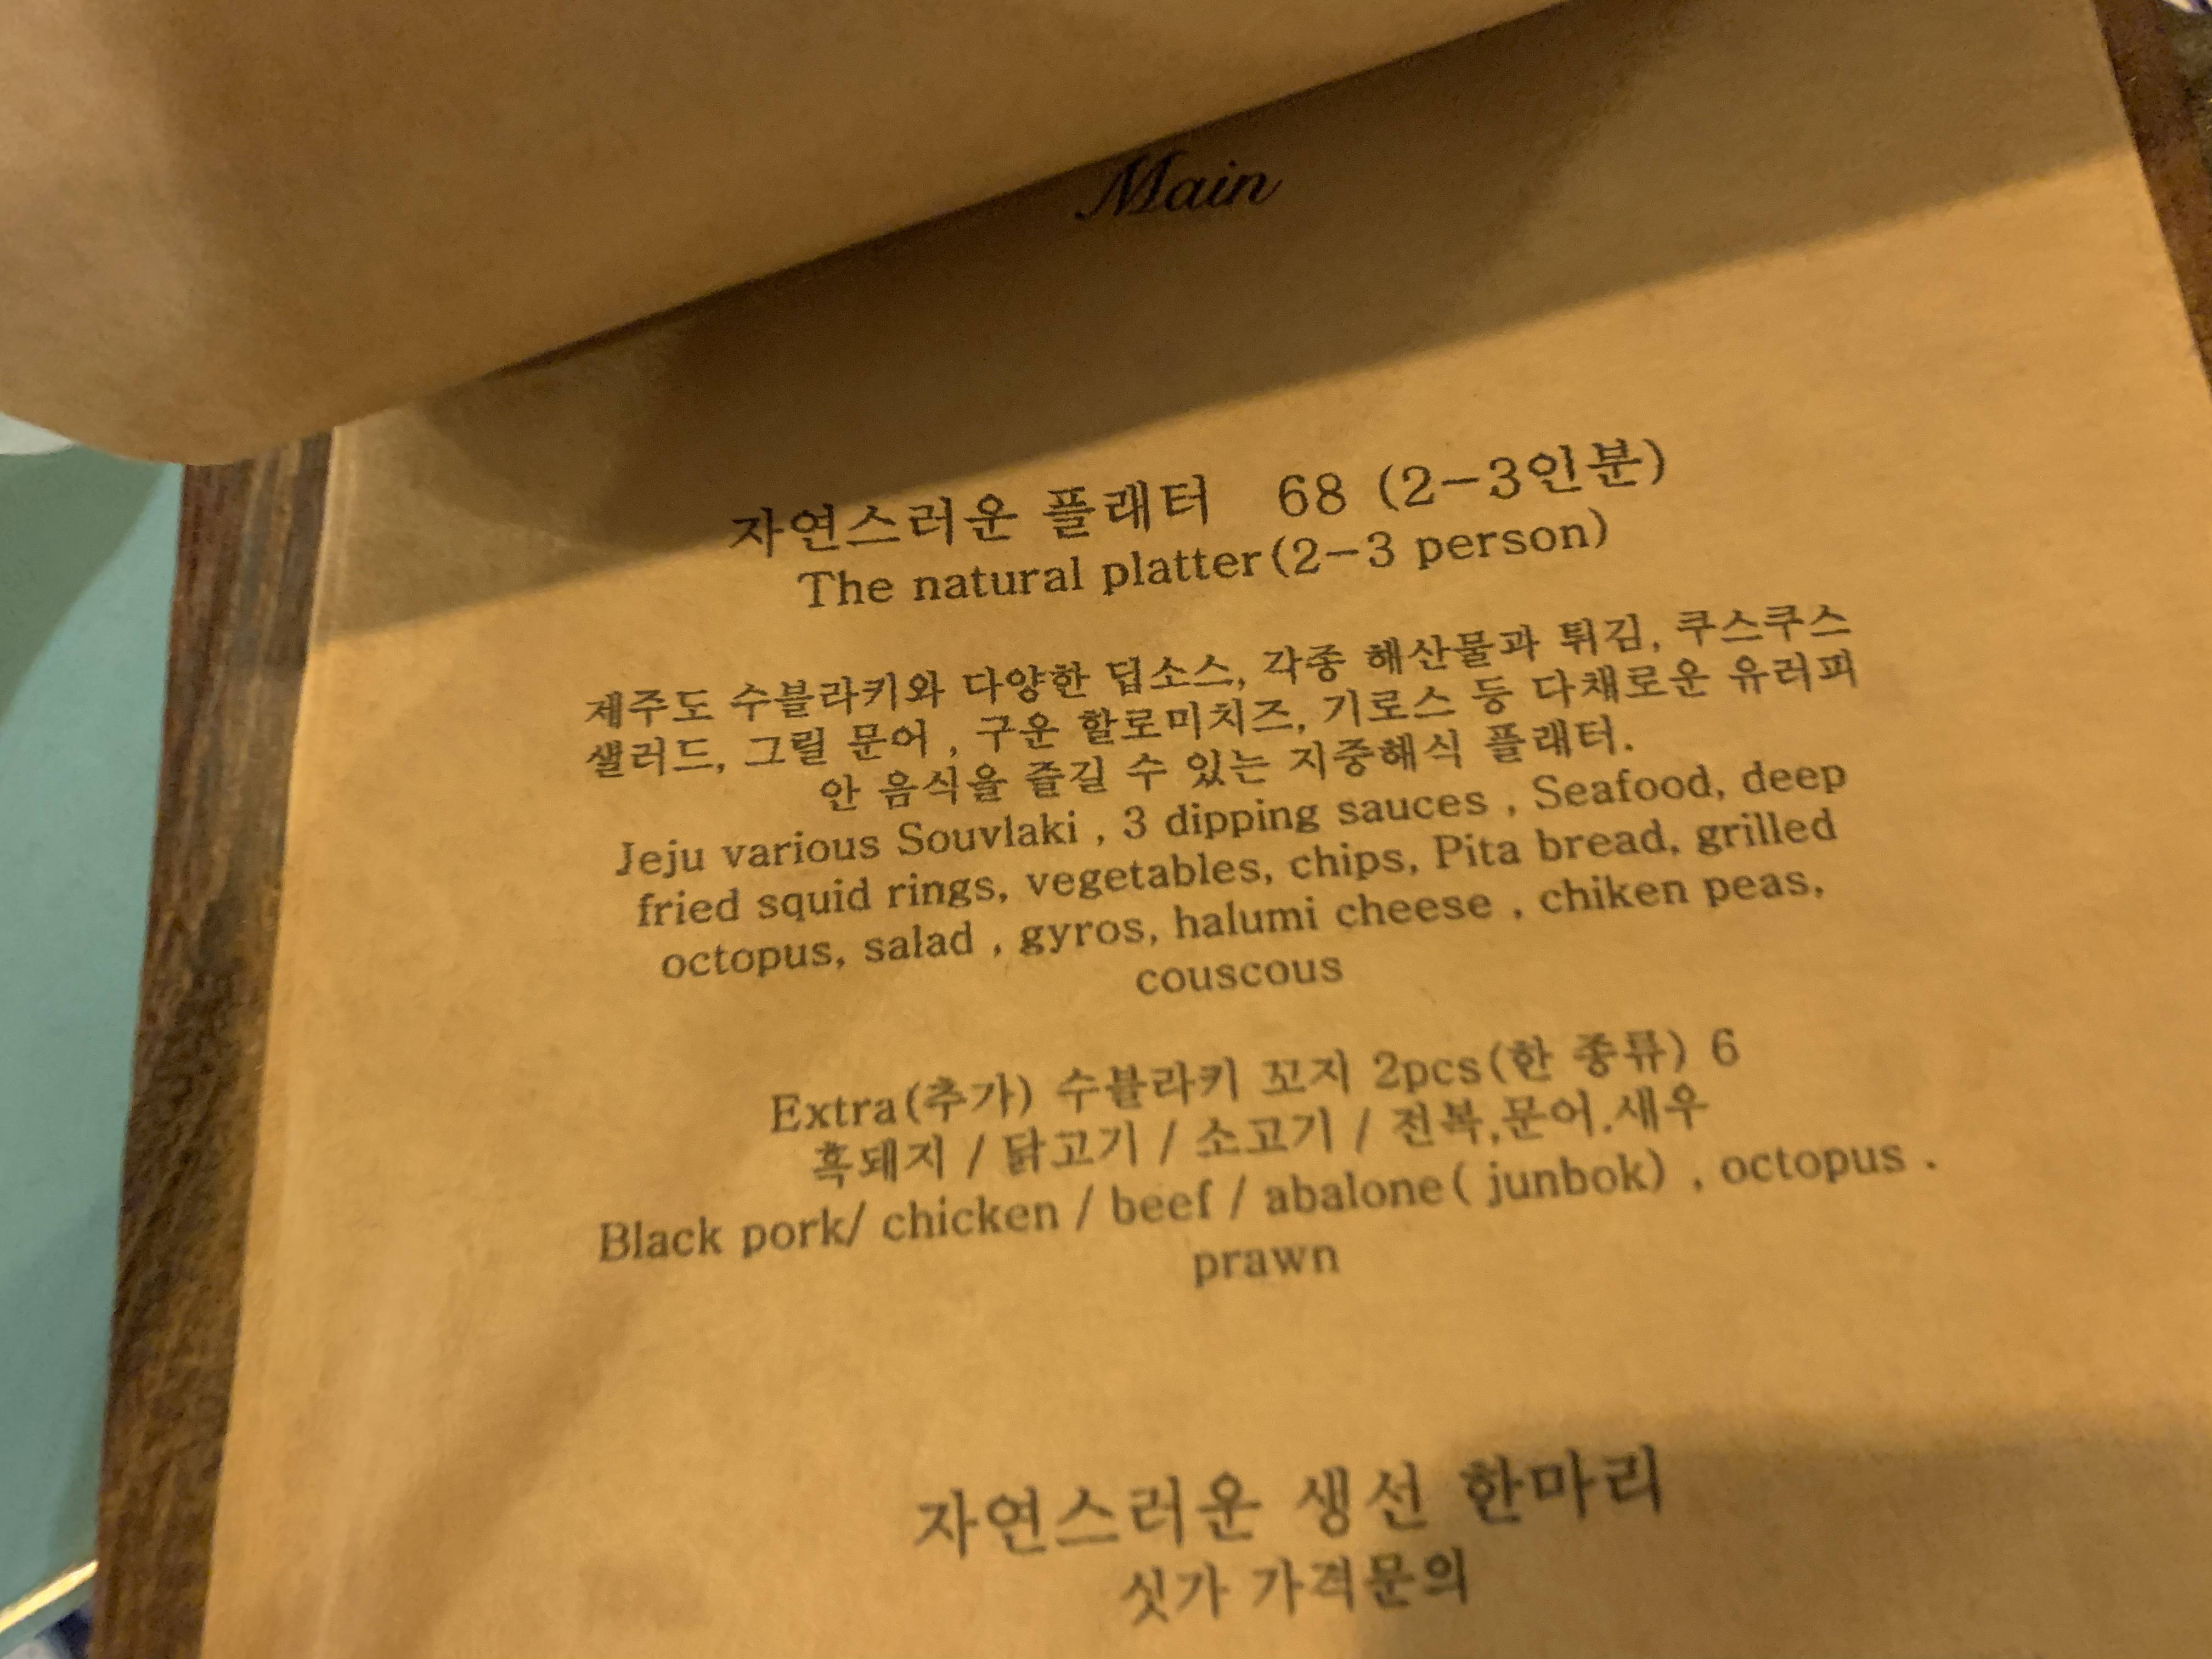 Main
자연스러운 플래터 68 (2-3인분)
The natural platter(2-3 person)
제주도 수블라키와 다양한 딥소스, 각종 해산물과 튀김, 쿠스쿠스
샐러드, 그릴 문어 , 구운 할로미치즈, 기로스 등 다채로운 유러피
안 음식을 즐길 수 있는 지중해식 플래터.
Jeju various Souvlaki , 3 dipping sauces , Seafood, deep
fried squid rings, vegetables, chips, Pita bread, grilled
octopus, salad , gyros, halumi cheese , chiken peas,
couscous
Extra(추가) 수블라키 꼬지 2pcs(한 종류) 6
흑돼지 / 닭고기 / 소고기 / 전복,문어.새우
Black pork/ chicken / beef / abalone( junbok) , octopus .
prawn
자연스러운 생선 한마리
싯가 가격문의